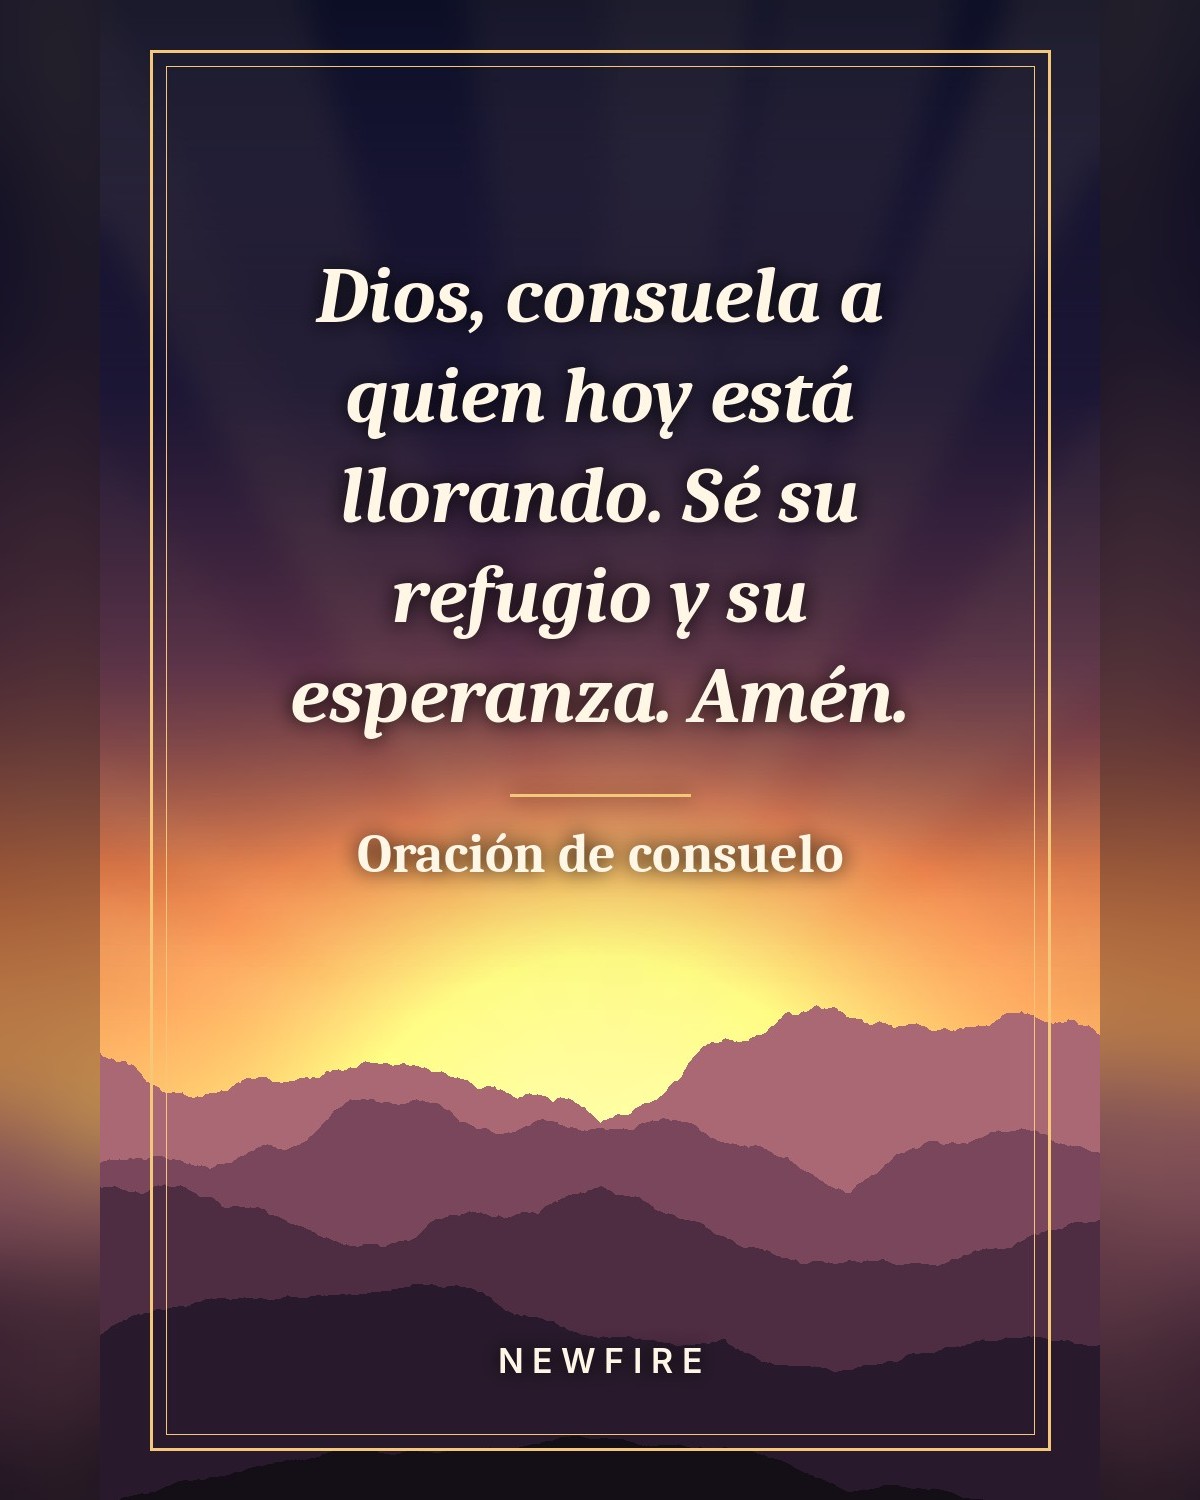 Dios, consuela a
quien hoy está
llorando. Sé su
refugio y su
esperanza. Amén.
Oración de consuelo
NEWFIRE